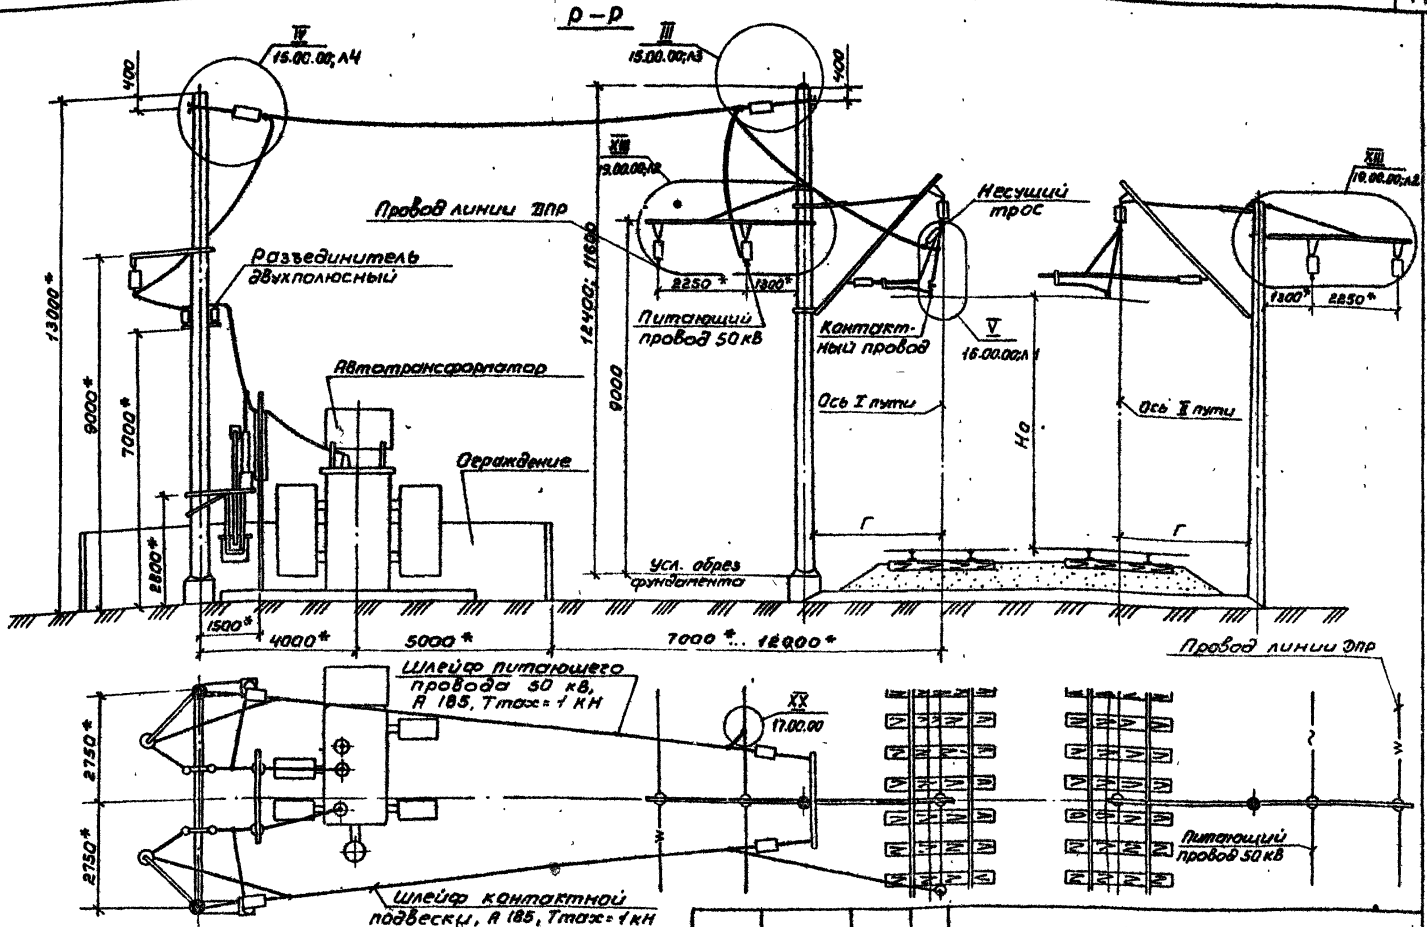 Р-Р
IV
15.00.00; Л4
III
15.00.00; Л3
400
400
XIII
19.00.00; Л2
XIII
19.00.00; Л2
Несущий
трос
Провод линии ДПР
Разъединитель
двухполюсный
2250*
1300*
1300*
2250*
Питающий
провод 50 кВ
Контакт-
ный провод
V
16.00.00; Л1
13000*
9000*
7000*
2800*
12400; 11600
9000
Автотрансформатор
Ось I пути
Ось II пути
Но
Ограждение
Г
Г
Усл. обрез
фундамента
1500*
4000*
5000*
7000*... 12000*
Провод линии ДПР
Шлейф питающего
провода 50 кВ,
А 185, Tmax = 1 кН
XX
17.00.00
2750*
2750*
Питающий
провод 50 кВ
Шлейф контактной
подвески, А 185, Tmax = 1 кН